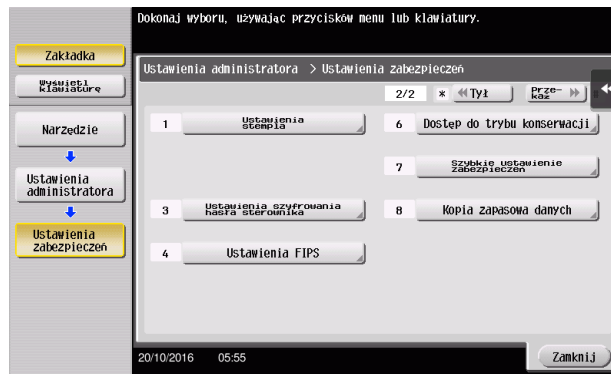 Dokonaj wyboru, używając przycisków menu lub klawiatury.
Zakładka
Wyświetl
klawiaturę
Ustawienia administratora > Ustawienia zabezpieczeń
2/2 * Tył Prze-
każ
Narzędzie
1 Ustawienia
stempla
6 Dostęp do trybu konserwacji
7 Szybkie ustawienie
zabezpieczeń
Ustawienia
administratora
3 Ustawienia szyfrowania
hasła sterownika
8 Kopia zapasowa danych
Ustawienia
zabezpieczeń
4 Ustawienia FIPS
20/10/2016 05:55
Zamknij